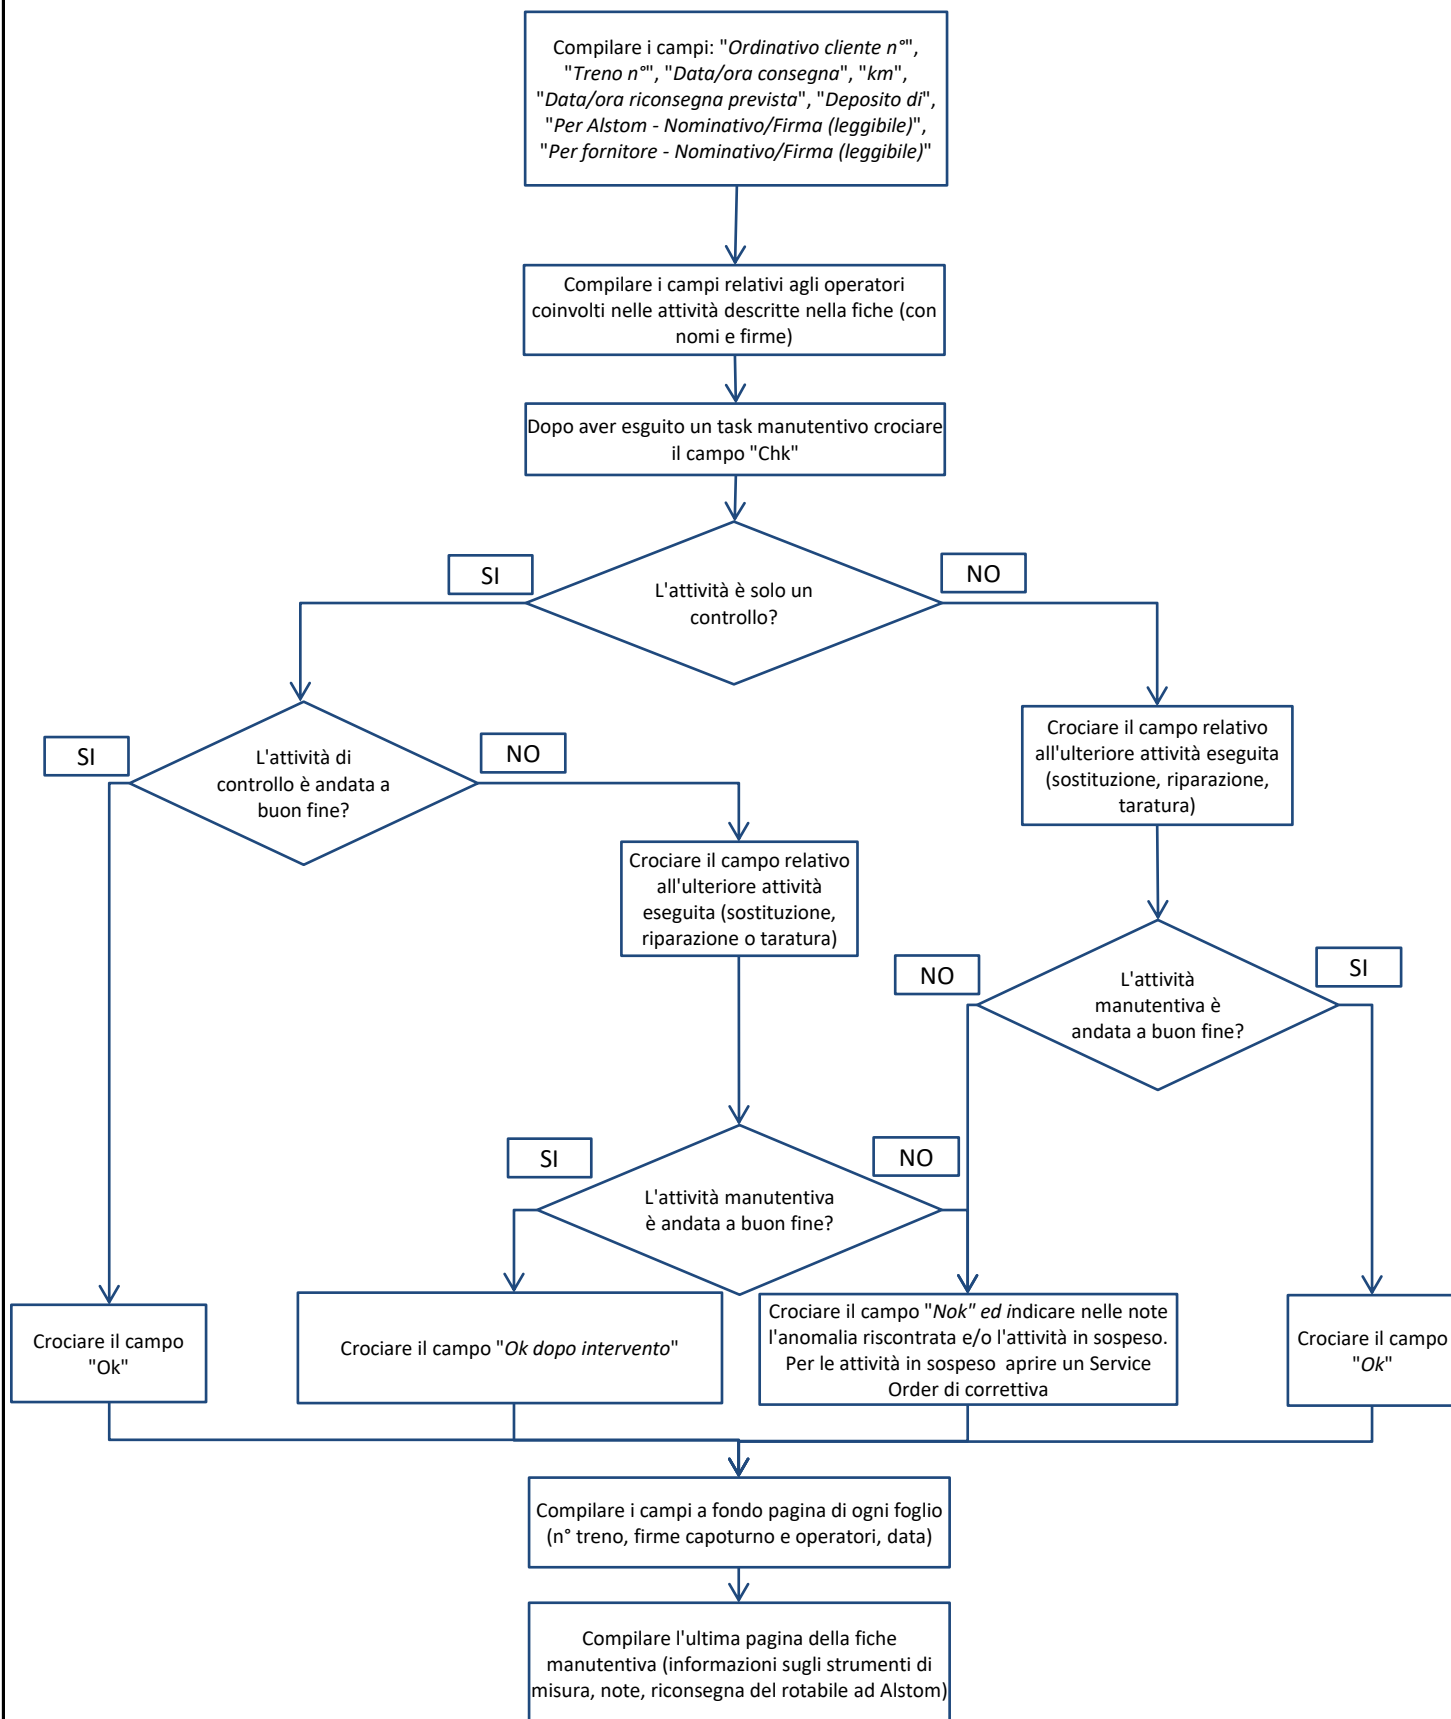 Compilare i campi: "Ordinativo cliente n°",
"Treno n°", "Data/ora consegna", "km",
"Data/ora riconsegna prevista", "Deposito di",
"Per Alstom - Nominativo/Firma (leggibile)",
"Per fornitore - Nominativo/Firma (leggibile)"
Compilare i campi relativi agli operatori
coinvolti nelle attività descritte nella fiche (con
nomi e firme)
Dopo aver esguito un task manutentivo crociare
il campo "Chk"
SI
NO
L'attività è solo un
controllo?
SI
NO
L'attività di
controllo è andata a
buon fine?
Crociare il campo relativo
all'ulteriore attività eseguita
(sostituzione, riparazione,
taratura)
Crociare il campo relativo
all'ulteriore attività
eseguita (sostituzione,
riparazione o taratura)
NO
SI
L'attività
manutentiva è
andata a buon fine?
SI
NO
L'attività manutentiva
è andata a buon fine?
Crociare il campo
"Ok"
Crociare il campo "Ok dopo intervento"
Crociare il campo "Nok" ed indicare nelle note
l'anomalia riscontrata e/o l'attività in sospeso.
Per le attività in sospeso  aprire un Service
Order di correttiva
Crociare il campo
"Ok"
Compilare i campi a fondo pagina di ogni foglio
(n° treno, firme capoturno e operatori, data)
Compilare l'ultima pagina della fiche
manutentiva (informazioni sugli strumenti di
misura, note, riconsegna del rotabile ad Alstom)